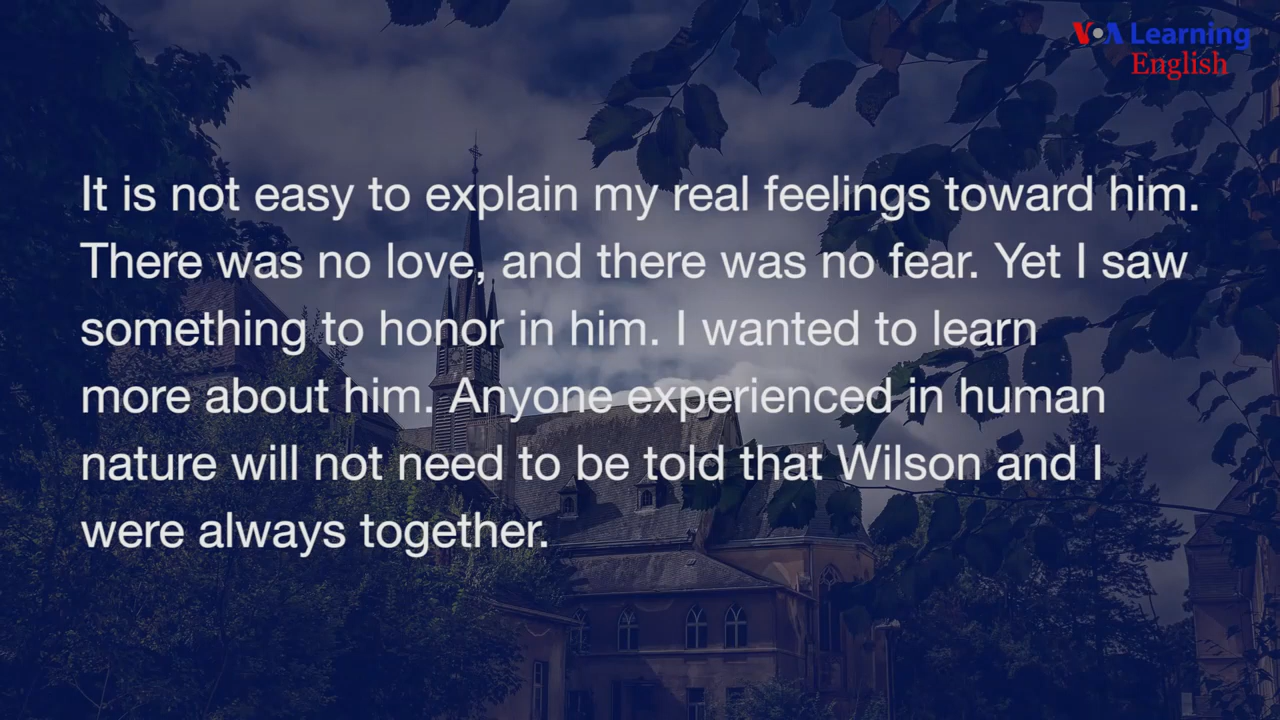 VOA Learning
English
It is not easy to explain my real feelings toward him.
There was no love, and there was no fear. Yet I saw
something to honor in him. I wanted to learn
more about him. Anyone experienced in human
nature will not need to be told that Wilson and I
were always together.